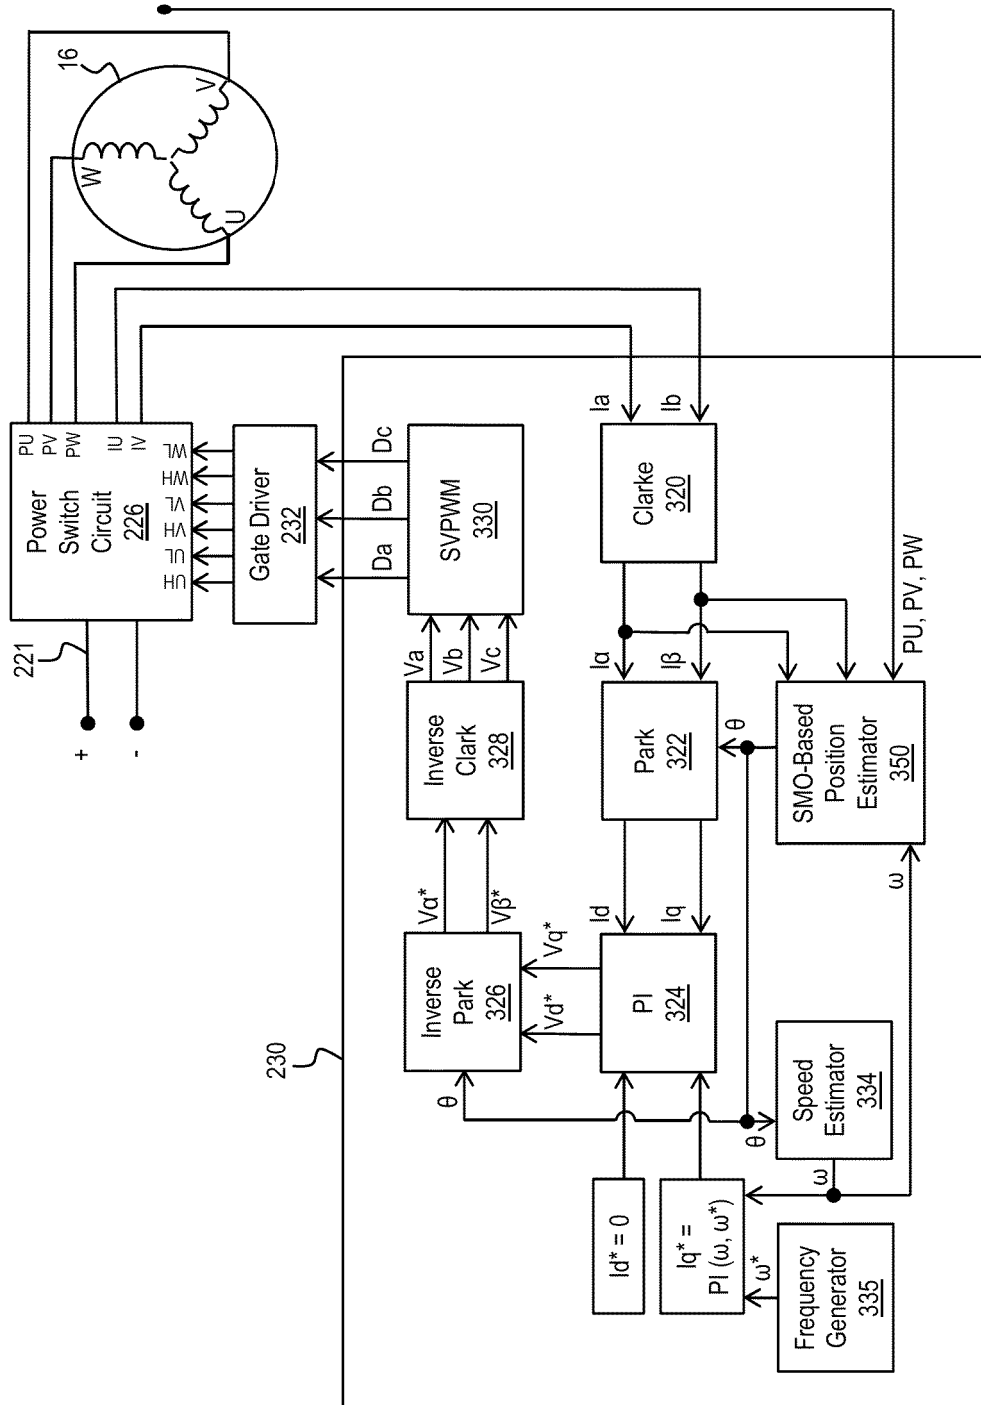 Id* = 0
Iq* =
PI (ω, ω*)
ω*
Frequency
Generator
335
ω
θ
Speed
Estimator
334
230
θ
Inverse
Park
326
Vd*
Vq*
PI
324
Id
Iq
ω
Vα*
Vβ*
Inverse
Clark
328
Park
322
θ
SMO-Based
Position
Estimator
350
Va
Vb
Vc
Iα
Iβ
PU, PV, PW
+
-
221
SVPWM
330
Clarke
320
Da
Db
Dc
Gate Driver
232
UH
UL
VH
VL
WH
WL
Power
Switch
Circuit
226
PU
PV
PW
IU
IV
Ia
Ib
16
U
V
W